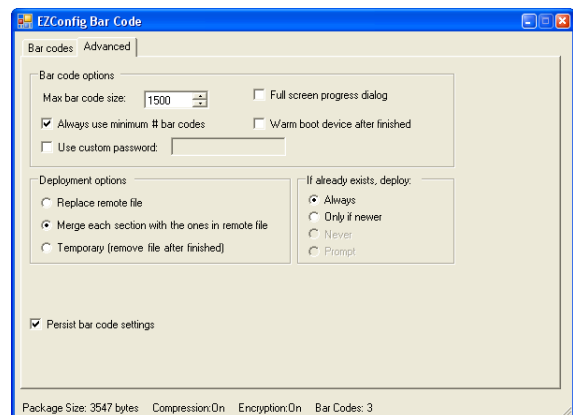 EZConfig Bar Code
Bar codes Advanced
Bar code options
Max bar code size: 1500
Full screen progress dialog
Always use minimum # bar codes
Warm boot device after finished
Use custom password:
Deployment options
Replace remote file
Merge each section with the ones in remote file
Temporary (remove file after finished)
If already exists, deploy:
Always
Only if newer
Never
Prompt
Persist bar code settings
Package Size: 3547 bytes Compression:On Encryption:On Bar Codes: 3